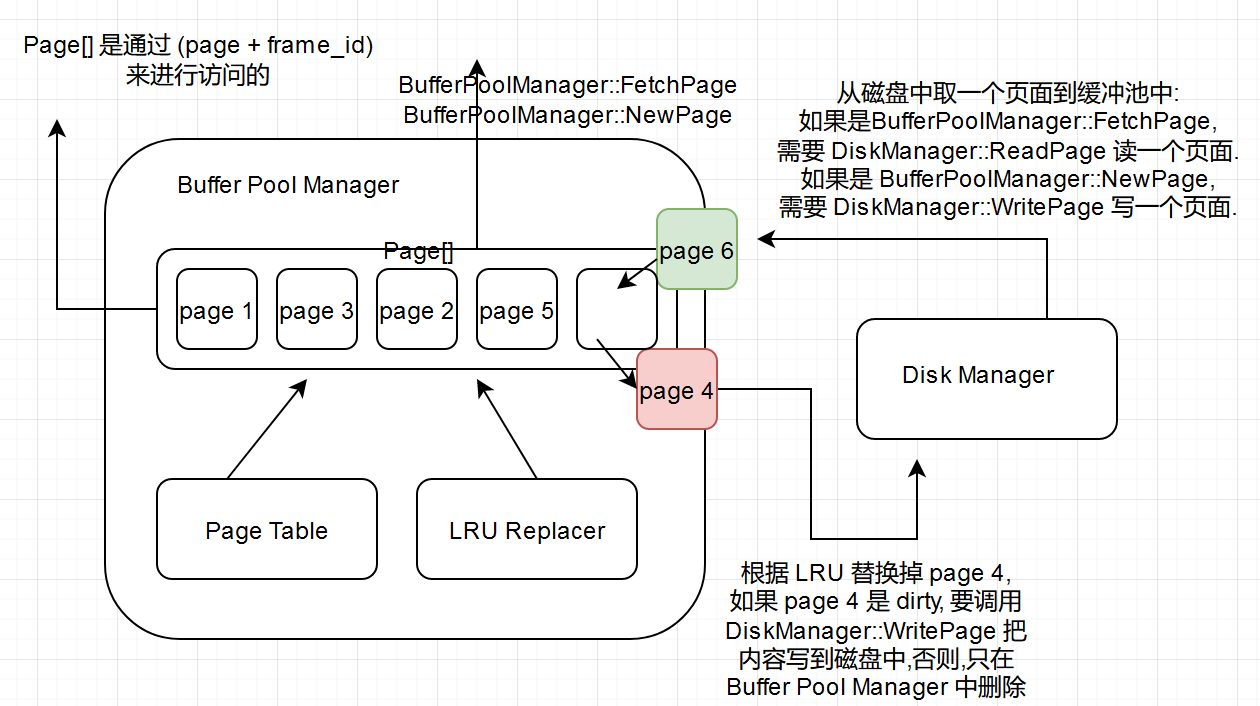 Page[] 是通过 (page + frame_id)
来进行访问的
BufferPoolManager::FetchPage
BufferPoolManager::NewPage
从磁盘中取一个页面到缓冲池中:
如果是BufferPoolManager::FetchPage,
需要 DiskManager::ReadPage 读一个页面.
如果是 BufferPoolManager::NewPage,
需要 DiskManager::WritePage 写一个页面.
Buffer Pool Manager
Page[]
page 6
page 1
page 3
page 2
page 5
page 4
Disk Manager
Page Table
LRU Replacer
根据 LRU 替换掉 page 4,
如果 page 4 是 dirty, 要调用
DiskManager::WritePage 把
内容写到磁盘中,否则,只在
Buffer Pool Manager 中删除